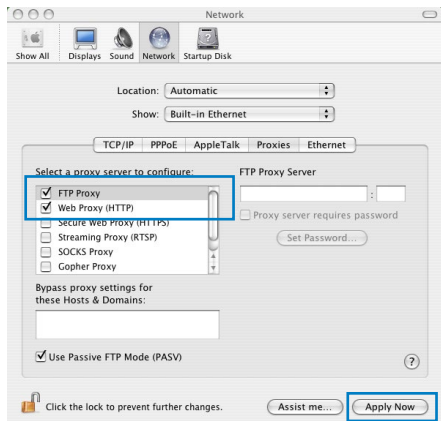 Network
Show All Displays Sound Network Startup Disk
Location: Automatic
Show: Built-in Ethernet
TCP/IP PPPoE AppleTalk Proxies Ethernet
Select a proxy server to configure: FTP Proxy Server
FTP Proxy
Web Proxy (HTTP)
:
Secure Web Proxy (HTTPS)
Proxy server requires password
Streaming Proxy (RTSP)
Set Password...
SOCKS Proxy
Gopher Proxy
Bypass proxy settings for
these Hosts & Domains:
Use Passive FTP Mode (PASV)
?
Click the lock to prevent further changes.
Assist me... Apply Now